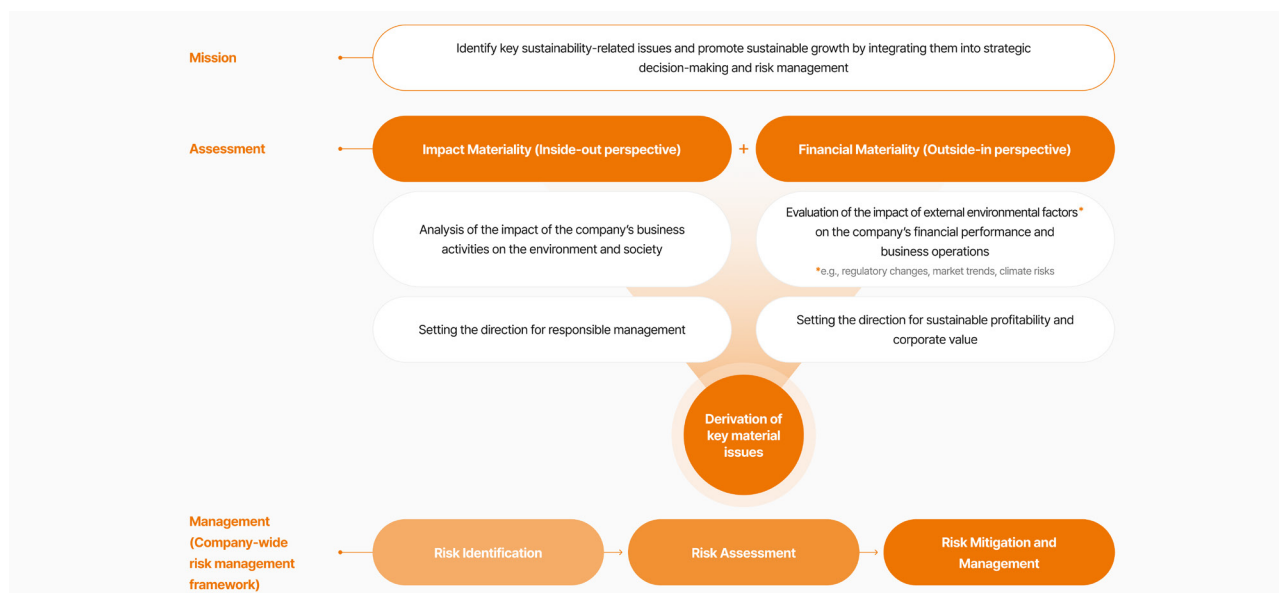 Mission
Identify key sustainability-related issues and promote sustainable growth by integrating them into strategic
decision-making and risk management
Assessment
Impact Materiality (Inside-out perspective)
+
Financial Materiality (Outside-in perspective)
Analysis of the impact of the company's business
activities on the environment and society
Evaluation of the impact of external environmental factors*
on the company's financial performance and
business operations
*e.g., regulatory changes, market trends, climate risks
Setting the direction for responsible management
Setting the direction for sustainable profitability and
corporate value
Derivation of
key material
issues
Management
(Company-wide
risk management
framework)
Risk Identification
Risk Assessment
Risk Mitigation and
Management